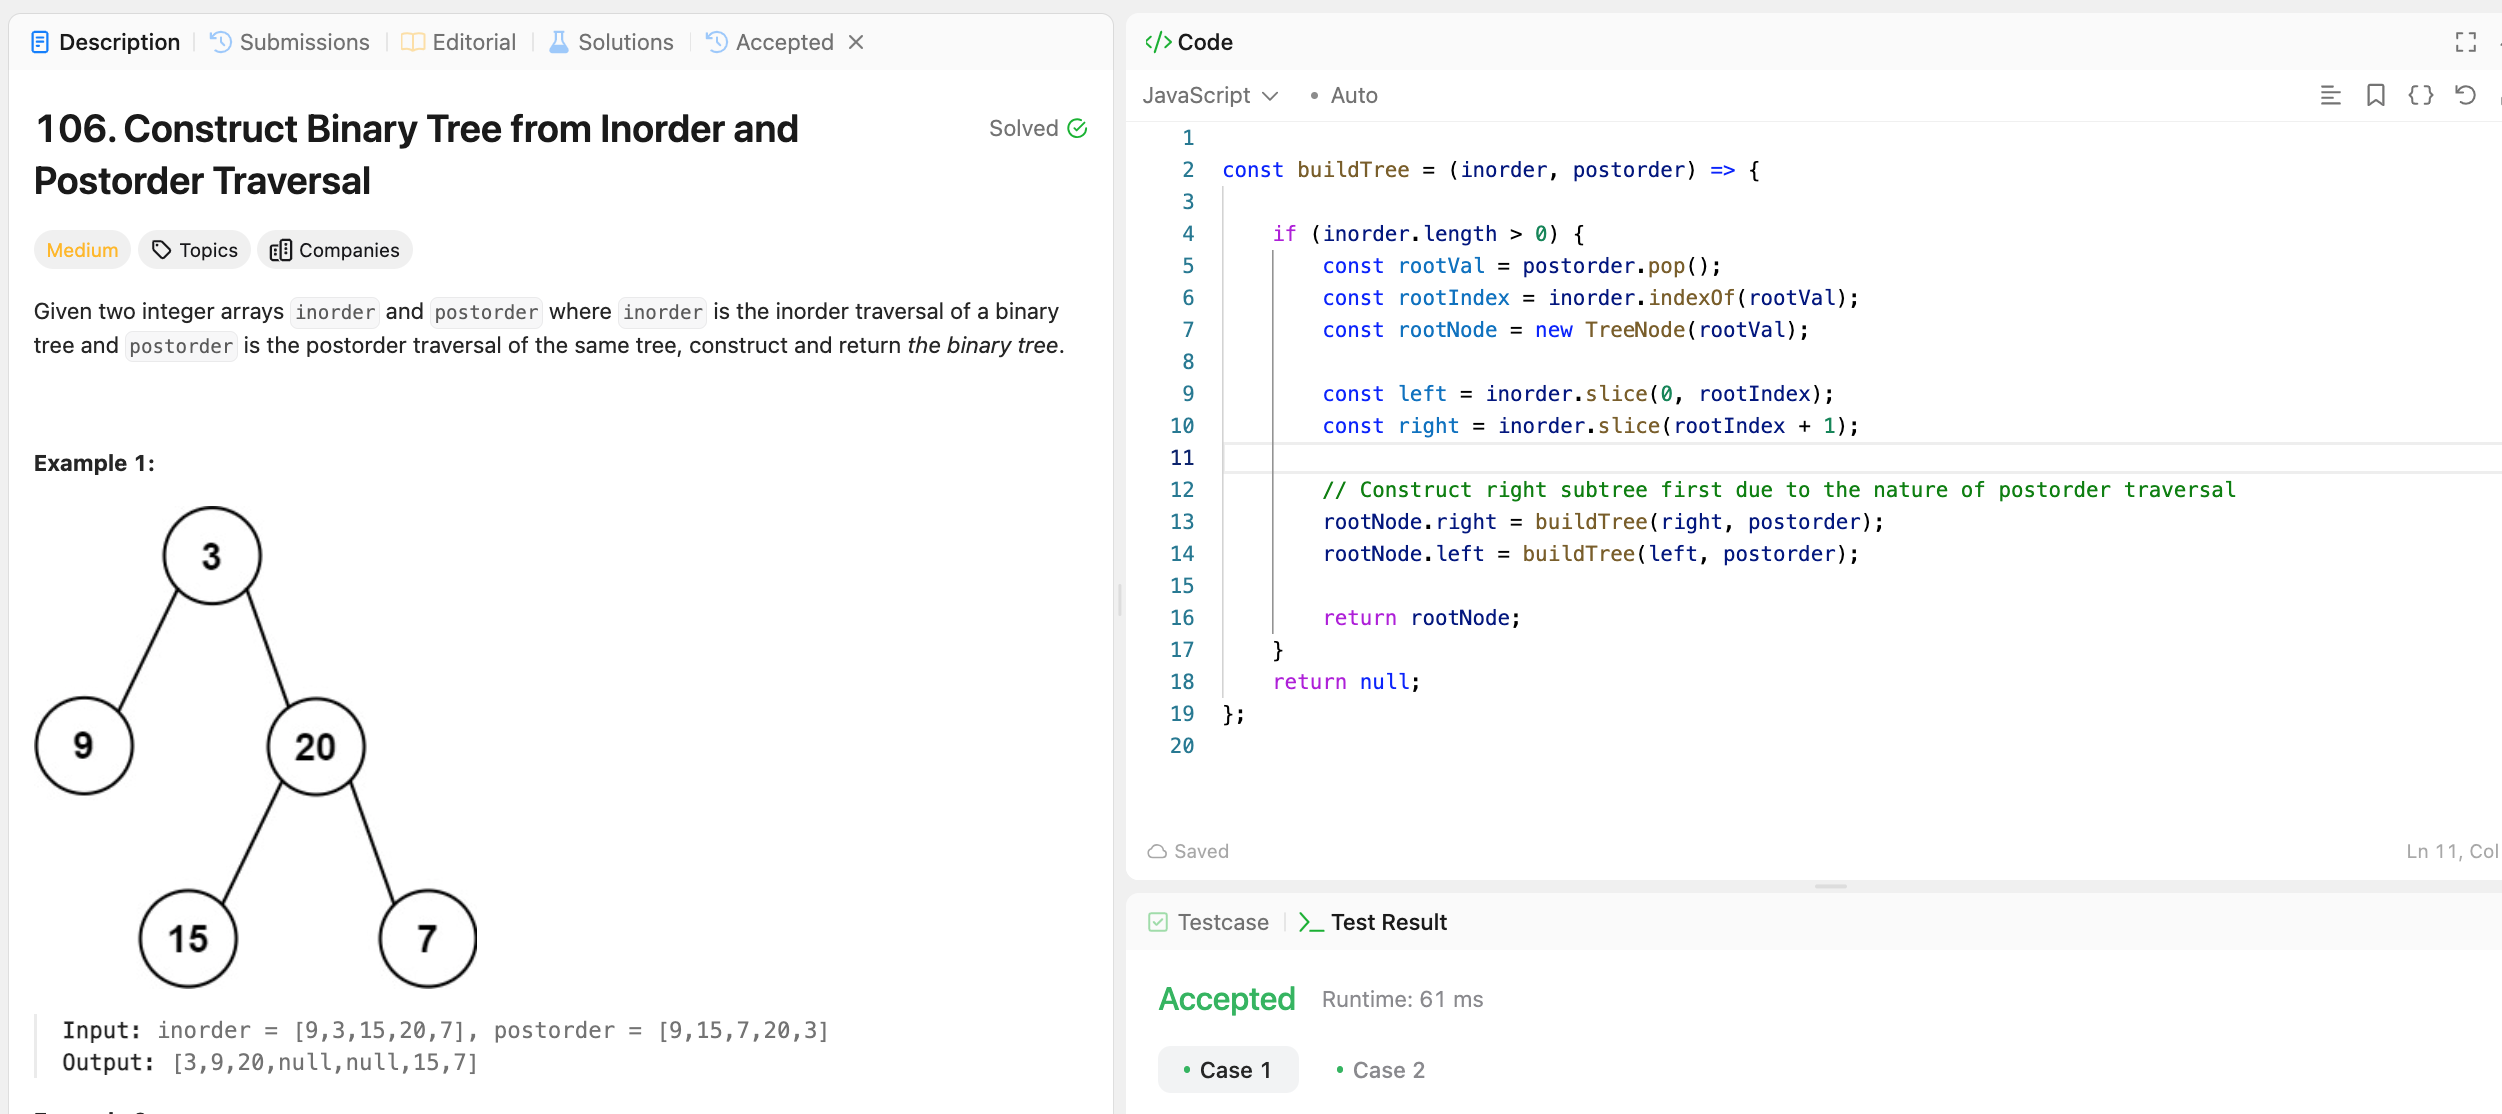 Description
Submissions
Editorial
Solutions
Accepted
106. Construct Binary Tree from Inorder and
Postorder Traversal
Solved
Medium
Topics
Companies
Given two integer arrays inorder and postorder where inorder is the inorder traversal of a binary
tree and postorder is the postorder traversal of the same tree, construct and return the binary tree.
Example 1:
3
9
20
15
7
Input: inorder = [9,3,15,20,7], postorder = [9,15,7,20,3]
Output: [3,9,20,null,null,15,7]
</> Code
JavaScript
• Auto
1
2 const buildTree = (inorder, postorder) => {
3
4 if (inorder.length > 0) {
5 const rootVal = postorder.pop();
6 const rootIndex = inorder.indexOf(rootVal);
7 const rootNode = new TreeNode(rootVal);
8
9 const left = inorder.slice(0, rootIndex);
10 const right = inorder.slice(rootIndex + 1);
11
12 // Construct right subtree first due to the nature of postorder traversal
13 rootNode.right = buildTree(right, postorder);
14 rootNode.left = buildTree(left, postorder);
15
16 return rootNode;
17 }
18 return null;
19 };
20
Saved
Ln 11, Col
Testcase
Test Result
Accepted
Runtime: 61 ms
• Case 1
• Case 2